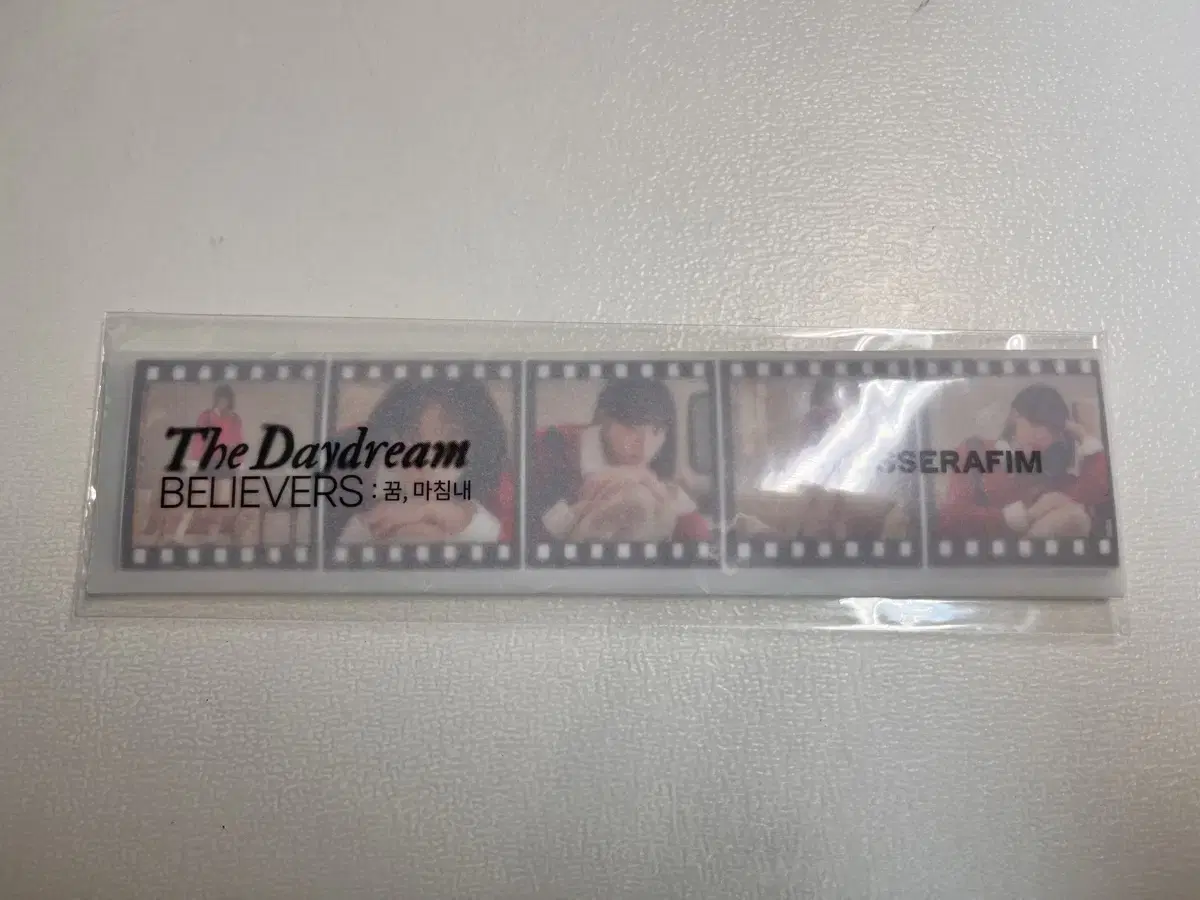 The Daydream
BELIEVERS : 꿈, 마침내
SSERAFIM